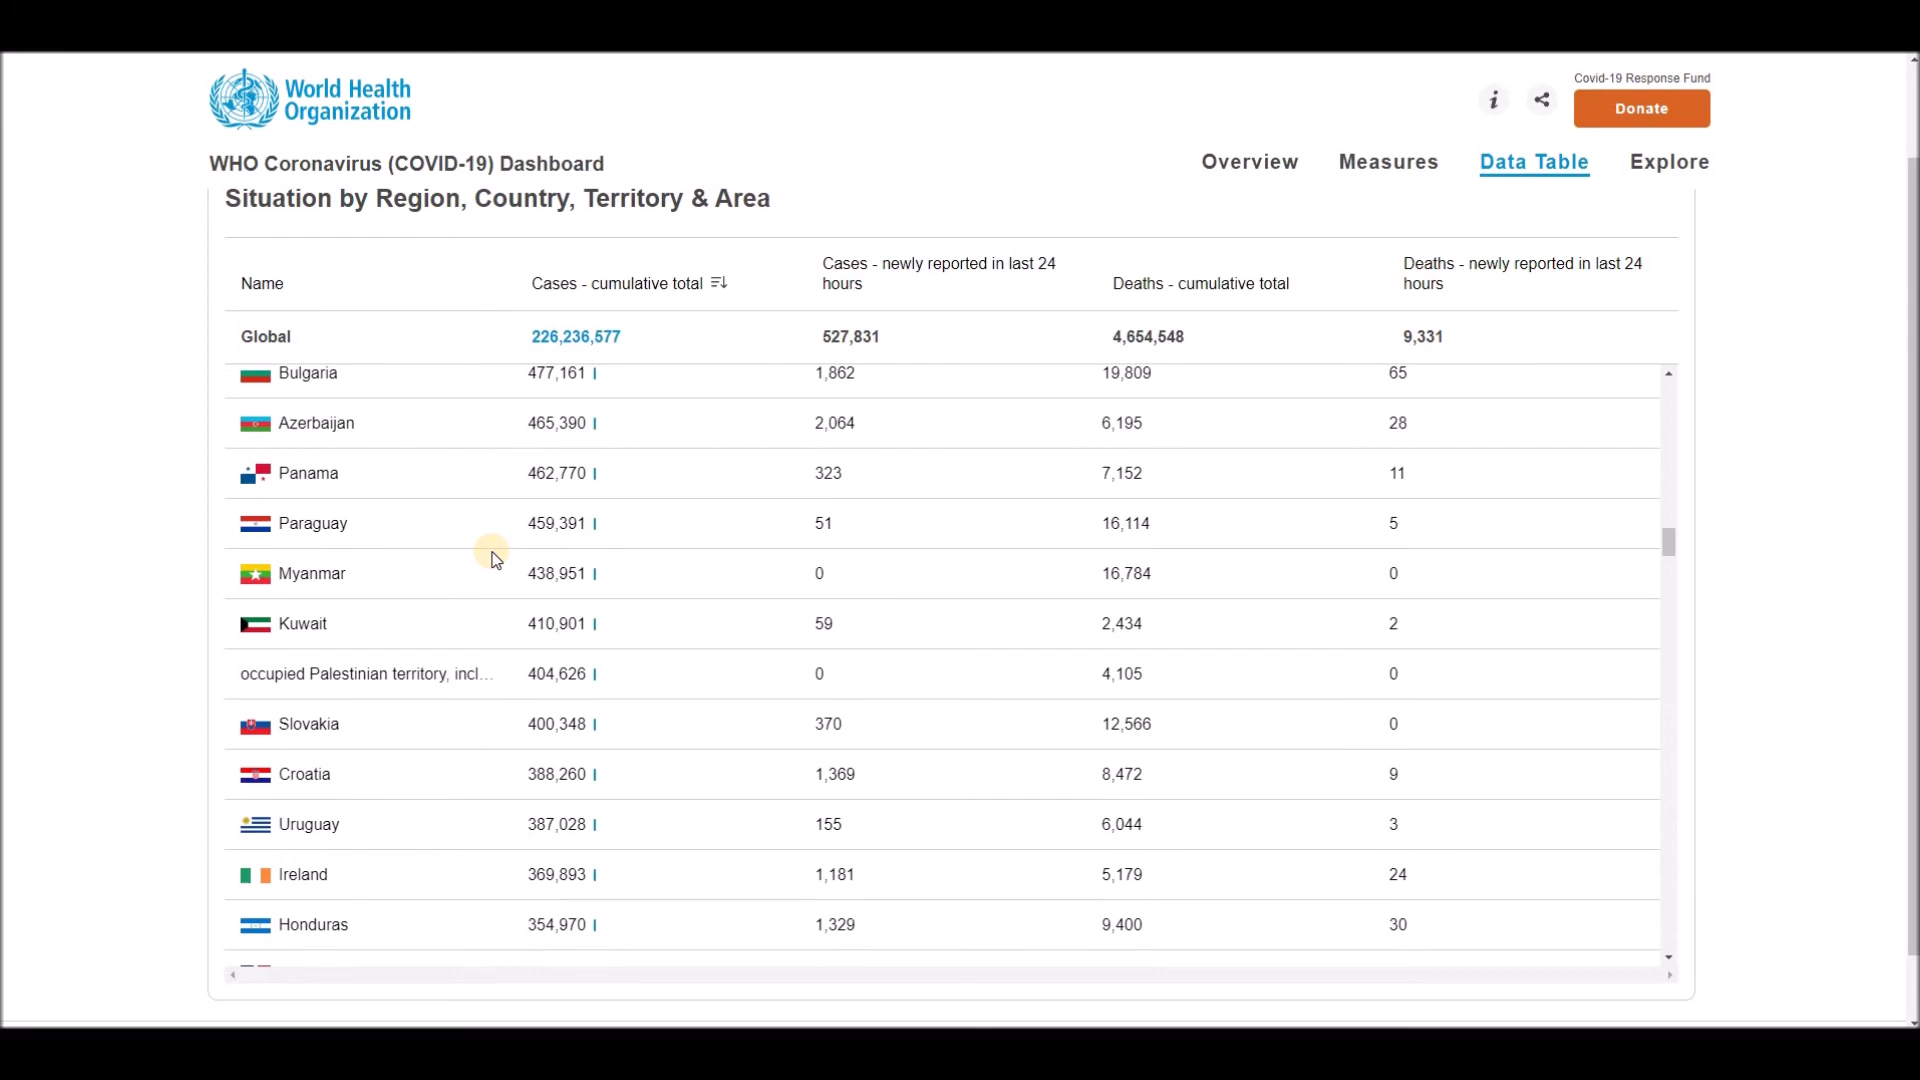 World Health
Organization
Covid-19 Response Fund
i
Donate
WHO Coronavirus (COVID-19) Dashboard
Overview Measures Data Table Explore
Situation by Region, Country, Territory & Area
Name Cases - cumulative total Cases - newly reported in last 24 hours Deaths - cumulative total Deaths - newly reported in last 24 hours
Global 226,236,577 527,831 4,654,548 9,331
Bulgaria 477,161 1,862 19,809 65
Azerbaijan 465,390 2,064 6,195 28
Panama 462,770 323 7,152 11
Paraguay 459,391 51 16,114 5
Myanmar 438,951 0 16,784 0
Kuwait 410,901 59 2,434 2
occupied Palestinian territory, incl... 404,626 0 4,105 0
Slovakia 400,348 370 12,566 0
Croatia 388,260 1,369 8,472 9
Uruguay 387,028 155 6,044 3
Ireland 369,893 1,181 5,179 24
Honduras 354,970 1,329 9,400 30